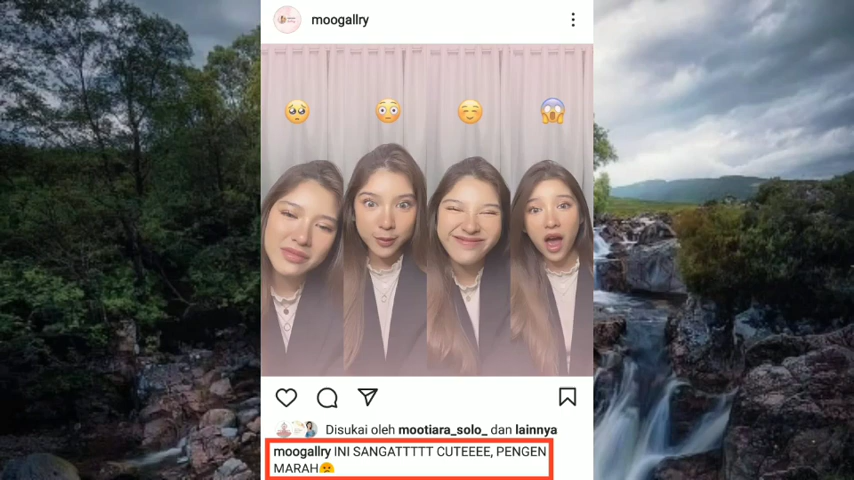 moogallry
Disukai oleh mootiara_solo_ dan lainnya
moogallry INI SANGATTTTT CUTEEEE, PENGEN
MARAH😡